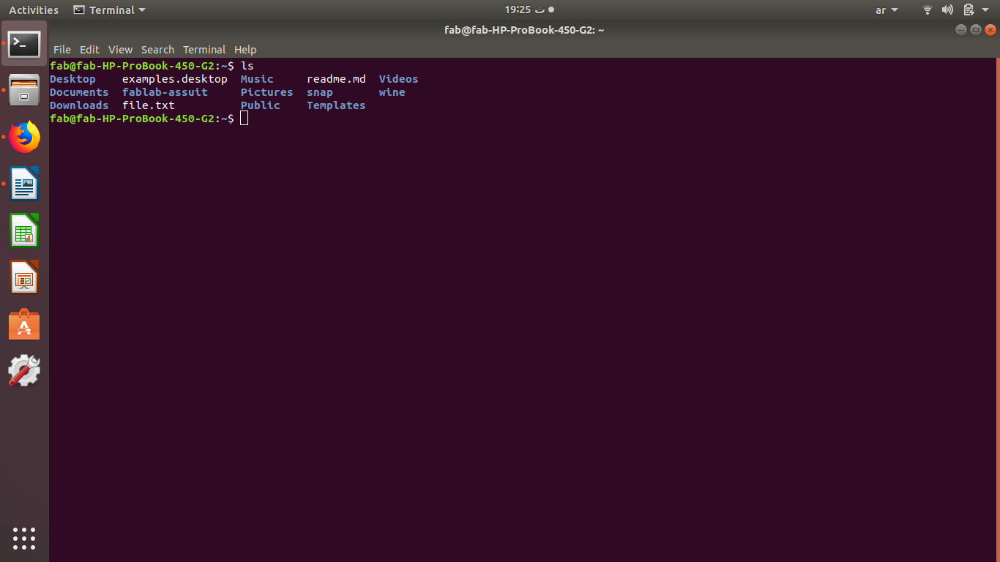 Activities Terminal 19:25 ث ar
fab@fab-HP-ProBook-450-G2: ~
File Edit View Search Terminal Help
fab@fab-HP-ProBook-450-G2:~$ ls
Desktop examples.desktop Music readme.md Videos
Documents fablab-assuit Pictures snap wine
Downloads file.txt Public Templates
fab@fab-HP-ProBook-450-G2:~$